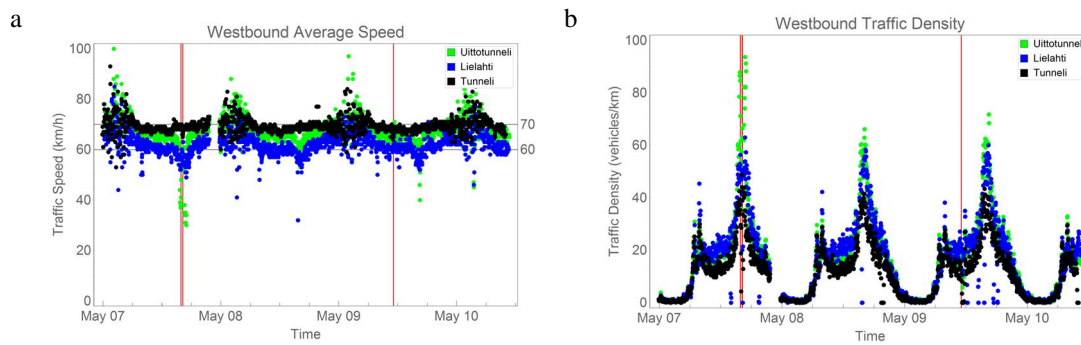 a
Westbound Average Speed
100
80
60
40
20
0
Traffic Speed (km/h)
Uittotunneli
Lielahti
Tunneli
70
60
May 07
May 08
May 09
May 10
Time
b
Westbound Traffic Density
100
80
60
40
20
0
Traffic Density (vehicles/km)
Uittotunneli
Lielahti
Tunneli
May 07
May 08
May 09
May 10
Time